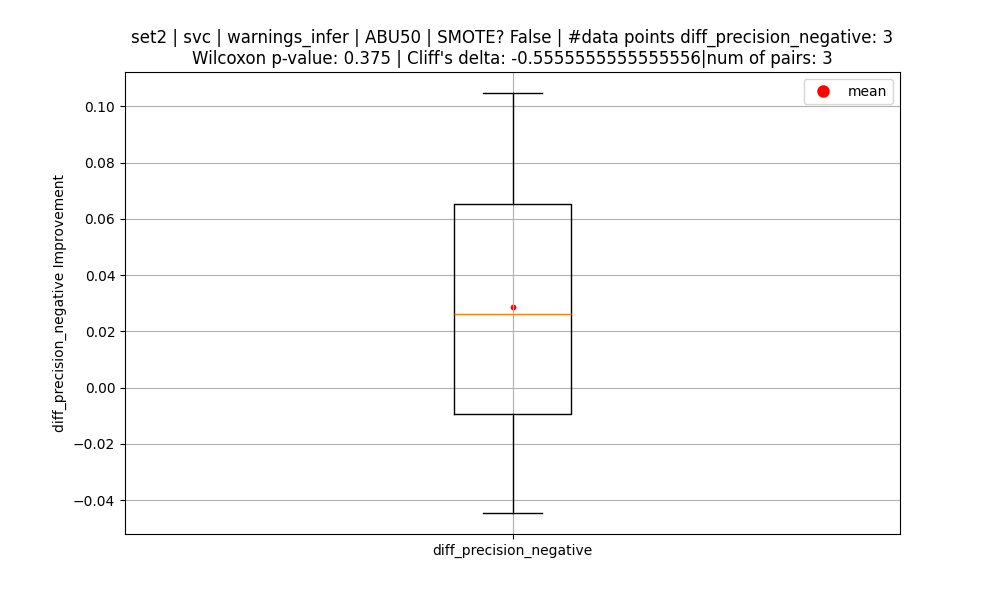 set2 | svc | warnings_infer | ABU50 | SMOTE? False | #data points diff_precision_negative: 3
Wilcoxon p-value: 0.375 | Cliff's delta: -0.5555555555555556|num of pairs: 3
mean
0.10
0.08
0.06
0.04
0.02
0.00
−0.02
−0.04
diff_precision_negative Improvement
diff_precision_negative